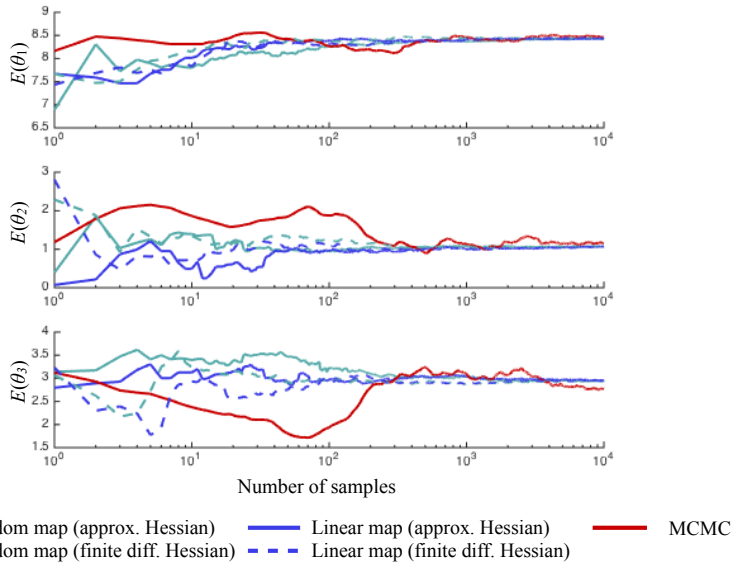 9
8.5
8
7.5
7
6.5
E(θ1)
10^0 10^1 10^2 10^3 10^4
3
2
1
0
E(θ2)
10^0 10^1 10^2 10^3 10^4
4
3.5
3
2.5
2
1.5
E(θ3)
10^0 10^1 10^2 10^3 10^4
Number of samples
map (approx. Hessian) Linear map (approx. Hessian) MCMC
map (finite diff. Hessian) Linear map (finite diff. Hessian)